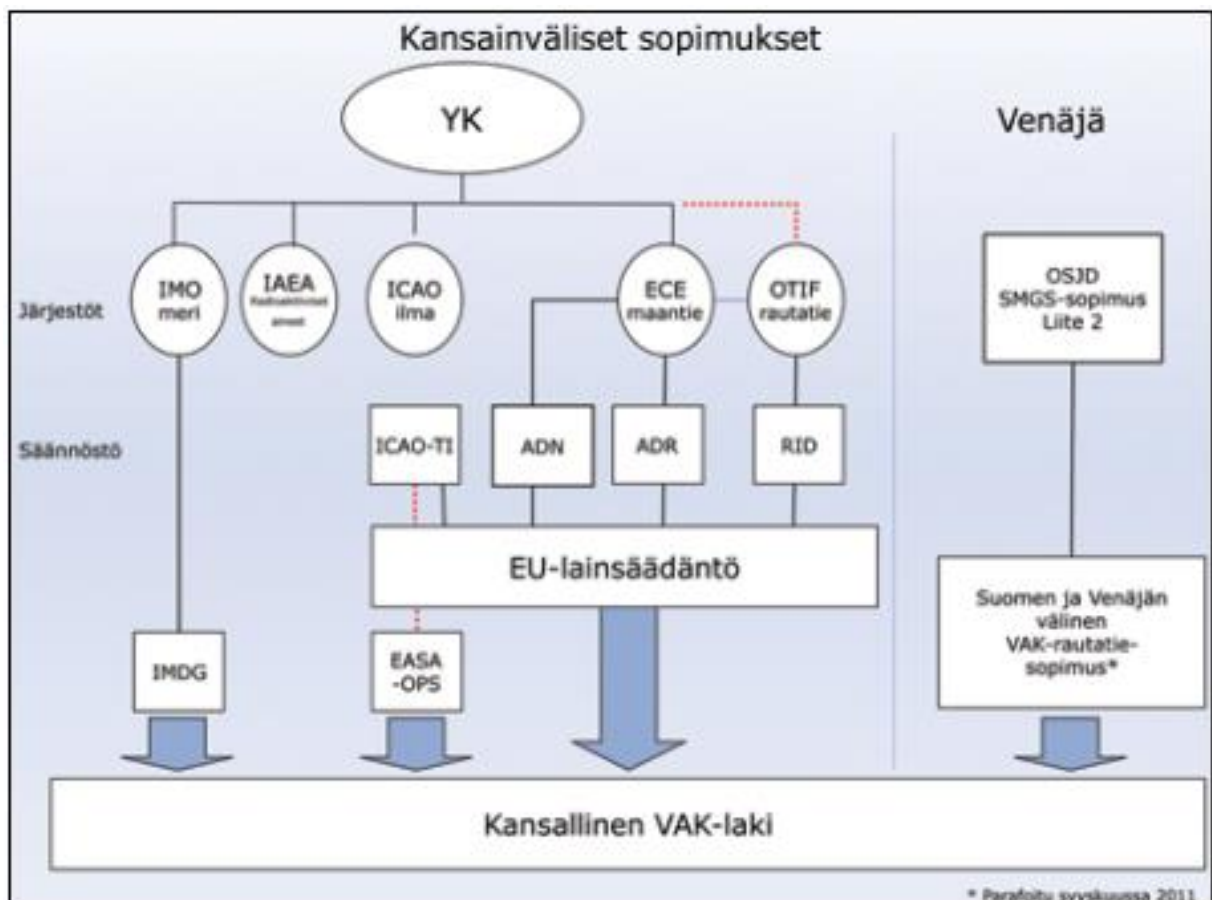 Kansainväliset sopimukset
YK
Venäjä
Järjestöt
IMO
meri
IAEA
Radioaktiiviset
aineet
ICAO
ilma
ECE
maantie
OTIF
rautatie
OSJD
SMGS-sopimus
Liite 2
Säännöstö
ICAO-TI
ADN
ADR
RID
EU-lainsäädäntö
IMDG
EASA
-OPS
Suomen ja Venäjän
välinen
VAK-rautatie-
sopimus*
Kansallinen VAK-laki
* Parafoitu syyskuussa 2011